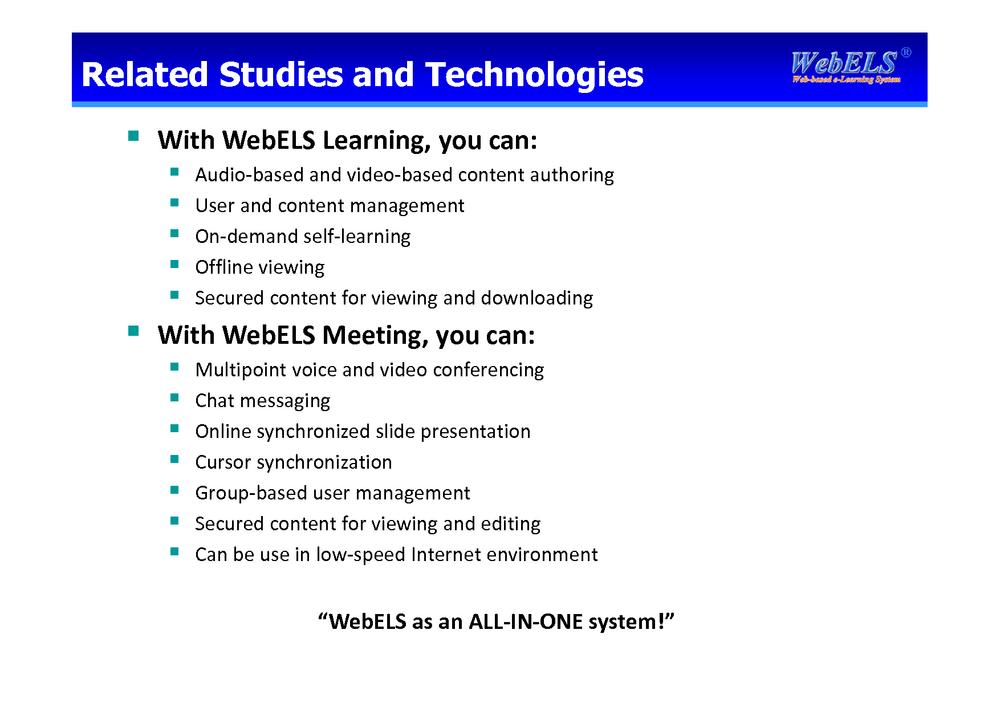 Related Studies and Technologies
WebELS®
Web-based e-Learning System
With WebELS Learning, you can:
Audio-based and video-based content authoring
User and content management
On-demand self-learning
Offline viewing
Secured content for viewing and downloading
With WebELS Meeting, you can:
Multipoint voice and video conferencing
Chat messaging
Online synchronized slide presentation
Cursor synchronization
Group-based user management
Secured content for viewing and editing
Can be use in low-speed Internet environment
“WebELS as an ALL-IN-ONE system!”